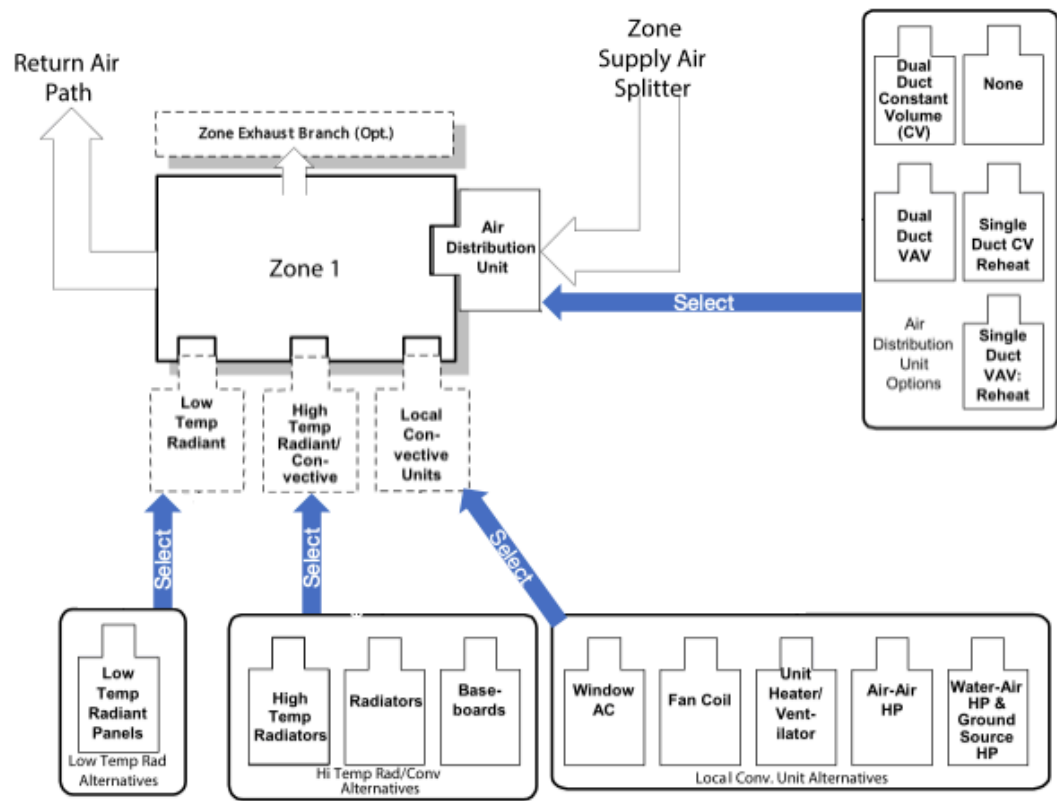 Return Air
Path
Zone
Supply Air
Splitter
Zone Exhaust Branch (Opt.)
Zone 1
Air
Distribution
Unit
Select
Dual
Duct
Constant
Volume
(CV)
None
Dual
Duct
VAV
Single
Duct CV
Reheat
Air
Distribution
Unit
Options
Single
Duct
VAV:
Reheat
Low
Temp
Radiant
High
Temp
Radiant/
Con-
vective
Local
Con-
vective
Units
Select
Select
Select
Low
Temp
Radiant
Panels
Low Temp Rad
Alternatives
High
Temp
Radiators
Radiators
Base-
boards
Hi Temp Rad/Conv
Alternatives
Window
AC
Fan Coil
Unit
Heater/
Vent-
ilator
Air-Air
HP
Water-Air
HP &
Ground
Source
HP
Local Conv. Unit Alternatives